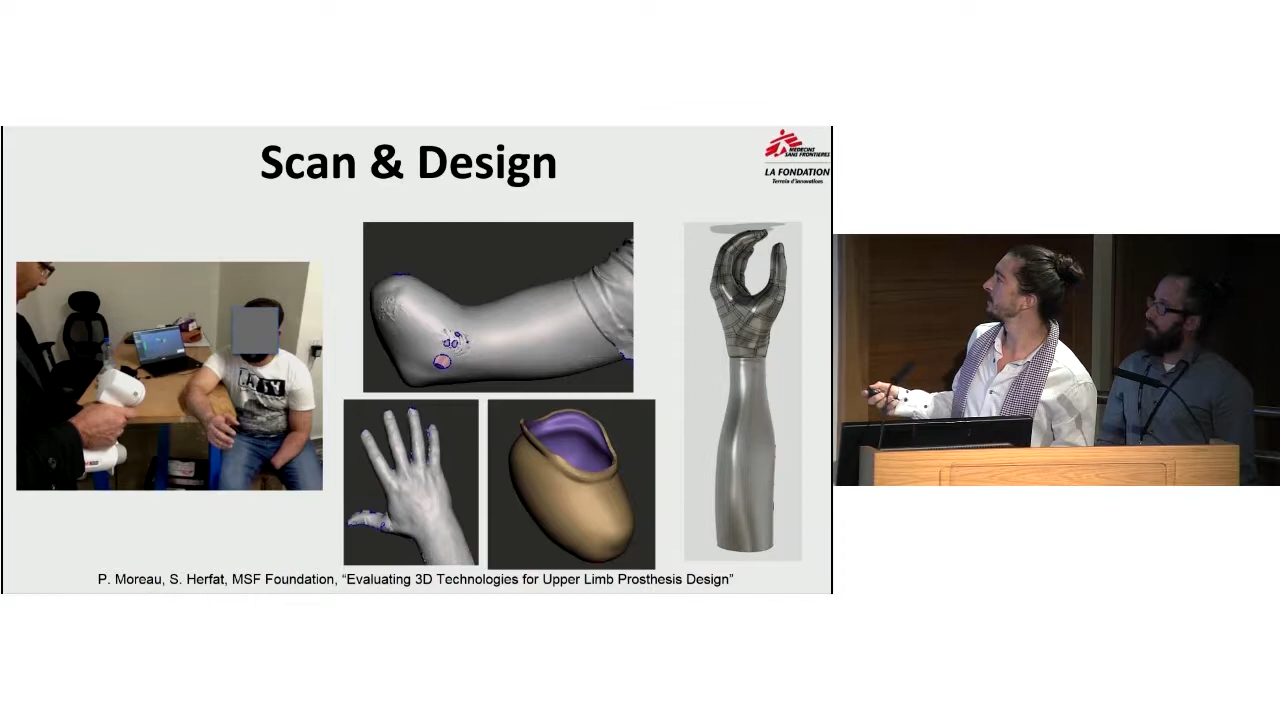 Scan & Design
MEDECINS
SANS FRONTIERES
LA FONDATION
Terrain d'innovations
P. Moreau, S. Herfat, MSF Foundation, “Evaluating 3D Technologies for Upper Limb Prosthesis Design”